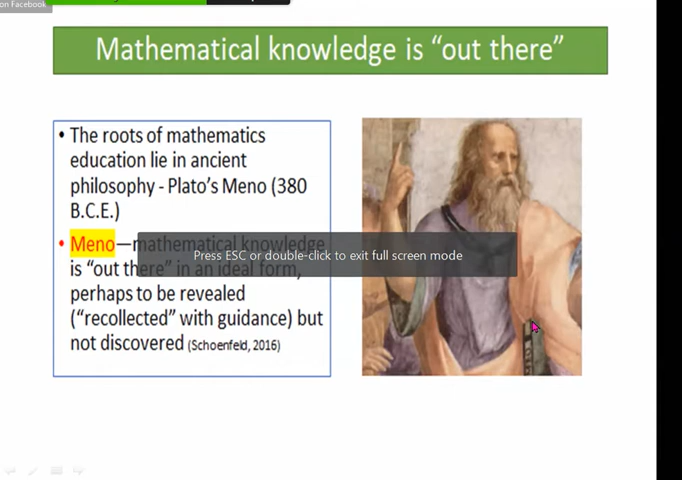 on Facebook
Mathematical knowledge is “out there”
• The roots of mathematics
education lie in ancient
philosophy - Plato’s Meno (380
B.C.E.)
• Meno—mathematical knowledge
is “out there” in an ideal form,
perhaps to be revealed
(“recollected” with guidance) but
not discovered (Schoenfeld, 2016)
Press ESC or double-click to exit full screen mode